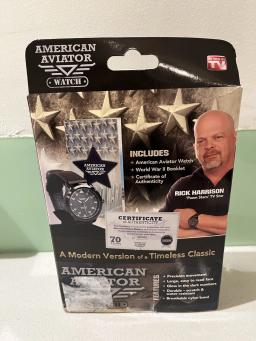 AMERICAN
AVIATOR
WATCH
AS SEEN ON
TV
INCLUDES
• American Aviator Watch
• World War II Booklet
• Certificate of
Authenticity
AMERICAN
AVIATOR
RICK HARRISON
"Pawn Stars" TV Star
CERTIFICATE
OF AUTHENTICITY
70
A Modern Version of a Timeless Classic
AMERICAN
AVIATOR
FEATURES
• Precision movement
• Large, easy to read face
• Glow in the dark numbers
• Durable - scratch &
water resistant
• Breathable nylon band